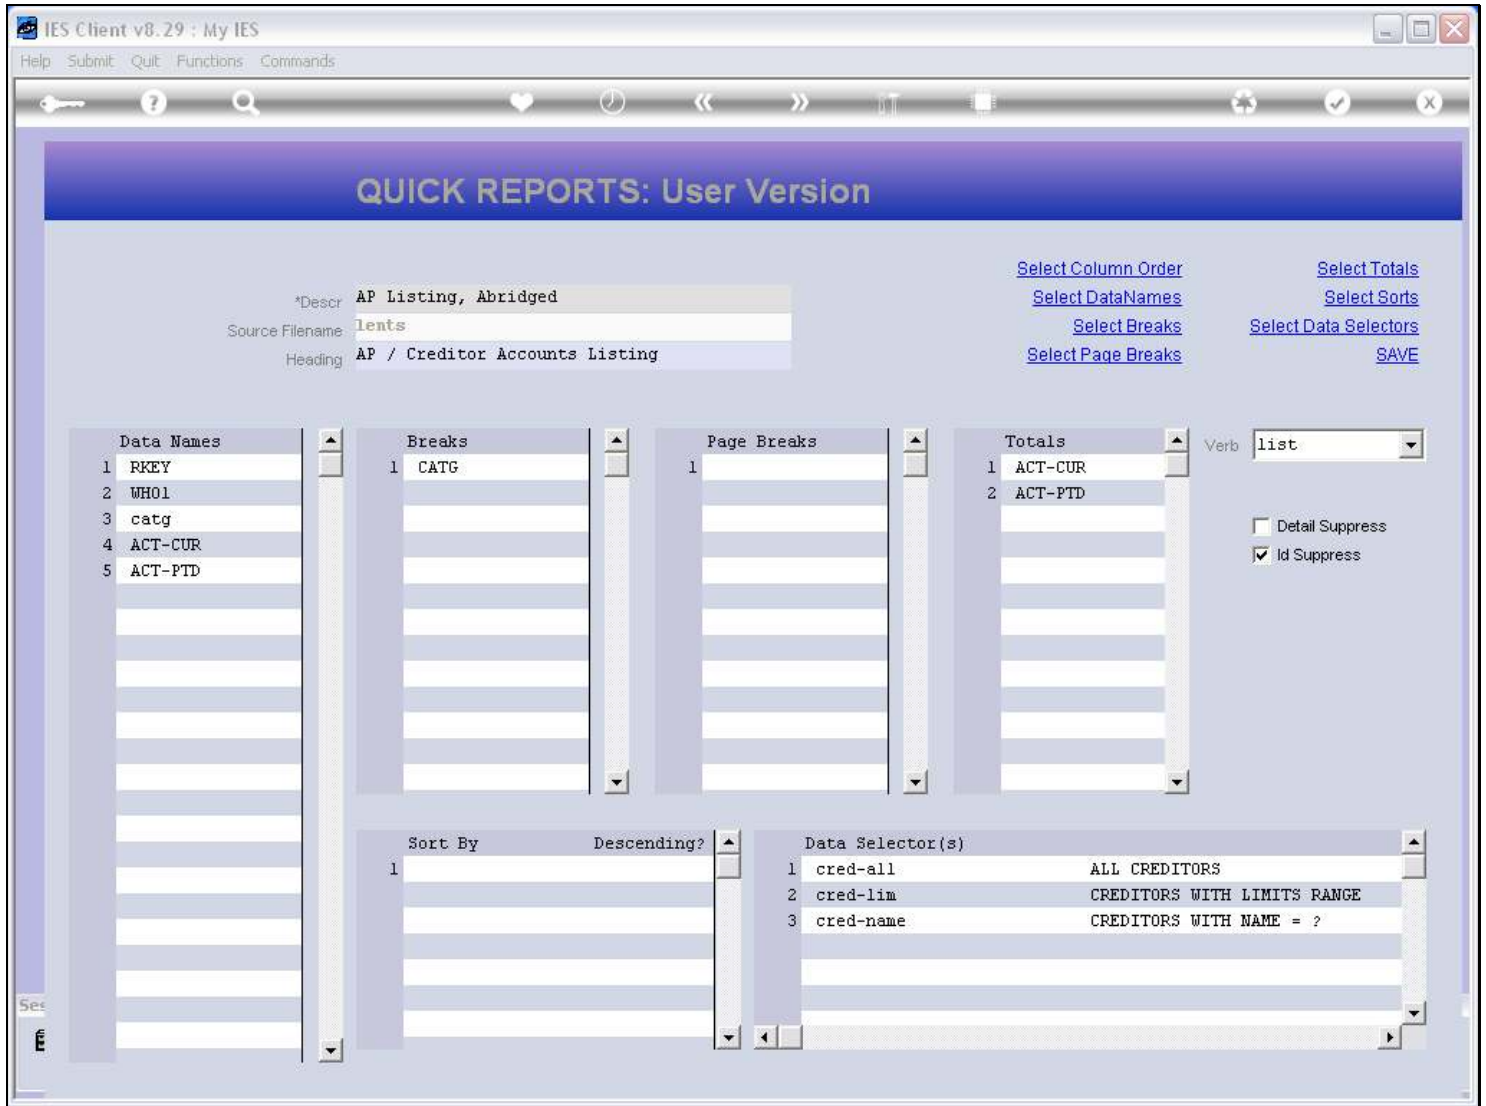 IES Client v8.29 : My IES
Help Submit Quit Functions Commands
QUICK REPORTS: User Version
Select Column Order Select Totals
*Descr AP Listing, Abridged Select DataNames Select Sorts
Source Filename lents Select Breaks Select Data Selectors
Heading AP / Creditor Accounts Listing Select Page Breaks SAVE
Data Names Breaks Page Breaks Totals Verb list
1 RKEY 1 CATG 1 1 ACT-CUR
2 WHO1 2 ACT-PTD
3 catg Detail Suppress
4 ACT-CUR Id Suppress
5 ACT-PTD
Sort By Descending? Data Selector(s)
1 1 cred-all ALL CREDITORS
2 cred-lim CREDITORS WITH LIMITS RANGE
3 cred-name CREDITORS WITH NAME = ?